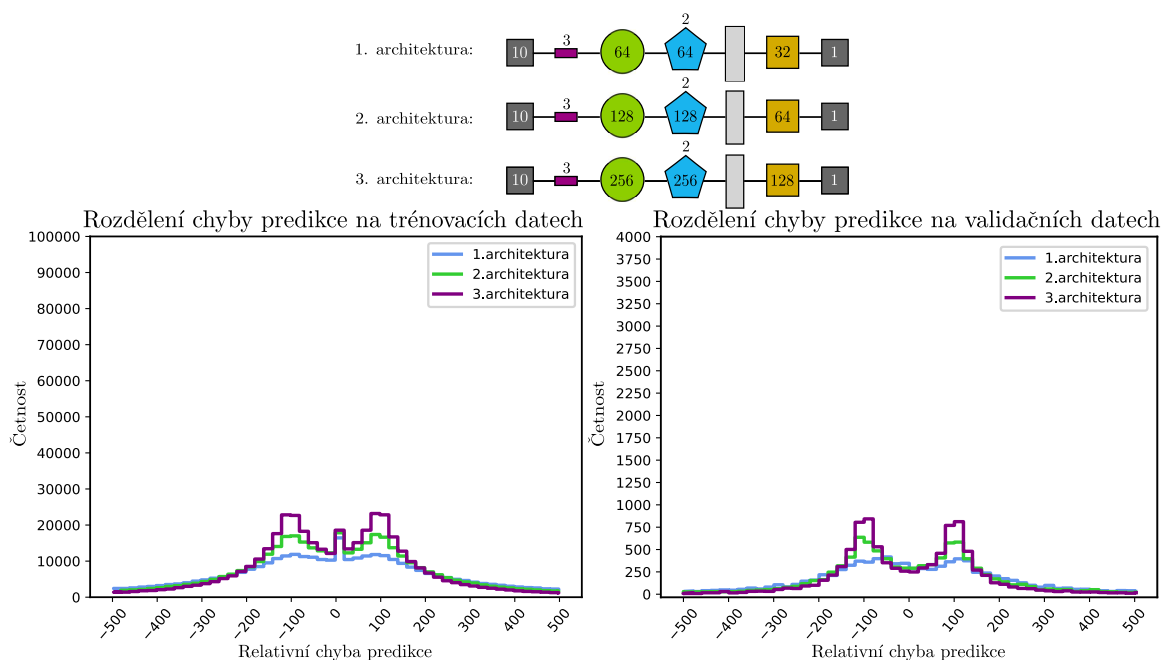 2
1. architektura: 10 3 64 64 32 1
2
2. architektura: 10 3 128 128 64 1
2
3. architektura: 10 3 256 256 128 1
Rozdělení chyby predikce na trénovacích datech
100000
90000
80000
70000
60000
50000
40000
30000
20000
10000
0
Četnost
1.architektura
2.architektura
3.architektura
−500 −400 −300 −200 −100 0 100 200 300 400 500
Relativní chyba predikce
Rozdělení chyby predikce na validačních datech
4000
3750
3500
3250
3000
2750
2500
2250
2000
1750
1500
1250
1000
750
500
250
0
Četnost
1.architektura
2.architektura
3.architektura
−500 −400 −300 −200 −100 0 100 200 300 400 500
Relativní chyba predikce